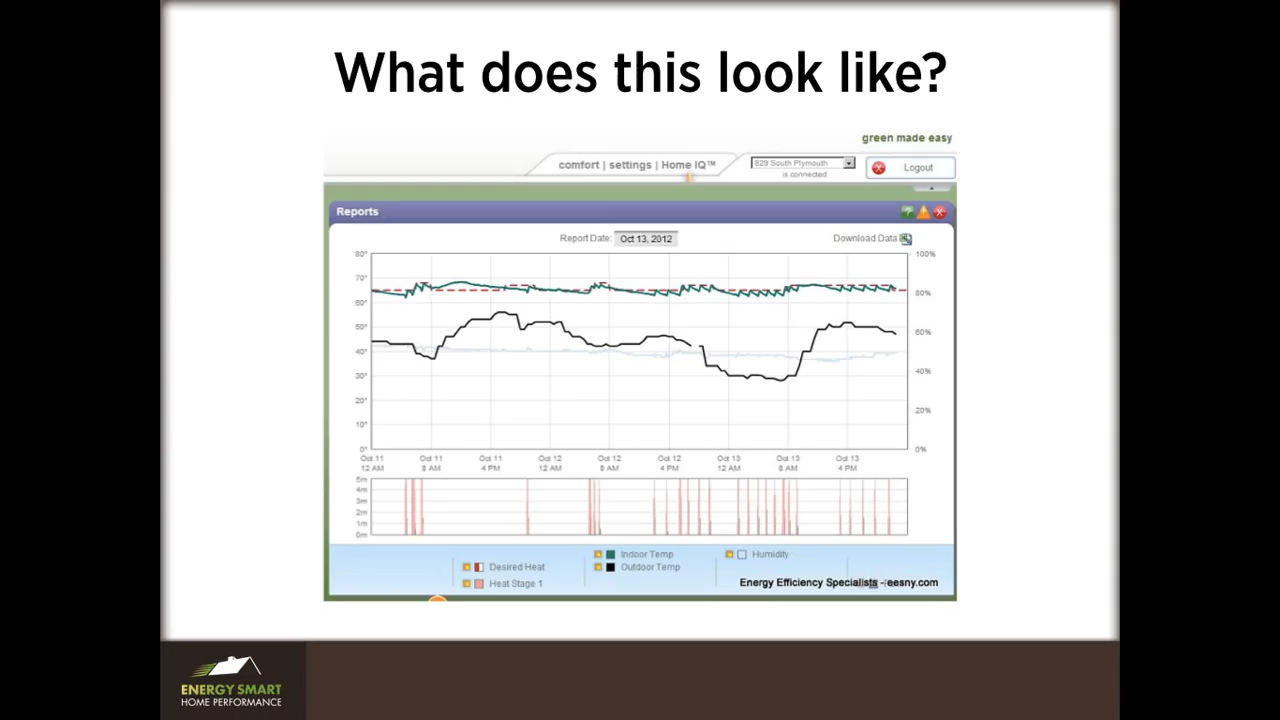 What does this look like?
green made easy
comfort | settings | Home IQ™
829 South Plymouth
is connected
Logout
Reports
Report Date: Oct 13, 2012
Download Data
80°
70°
60°
50°
40°
30°
20°
10°
0°
100%
80%
60%
40%
20%
0%
Oct 11 Oct 11 Oct 11 Oct 12 Oct 12 Oct 12 Oct 13 Oct 13 Oct 13
12 AM 8 AM 4 PM 12 AM 8 AM 4 PM 12 AM 8 AM 4 PM
5m
4m
3m
2m
1m
0m
Indoor Temp
Humidity
Desired Heat
Outdoor Temp
Heat Stage 1
Energy Efficiency Specialists - eesny.com
ENERGY SMART
HOME PERFORMANCE